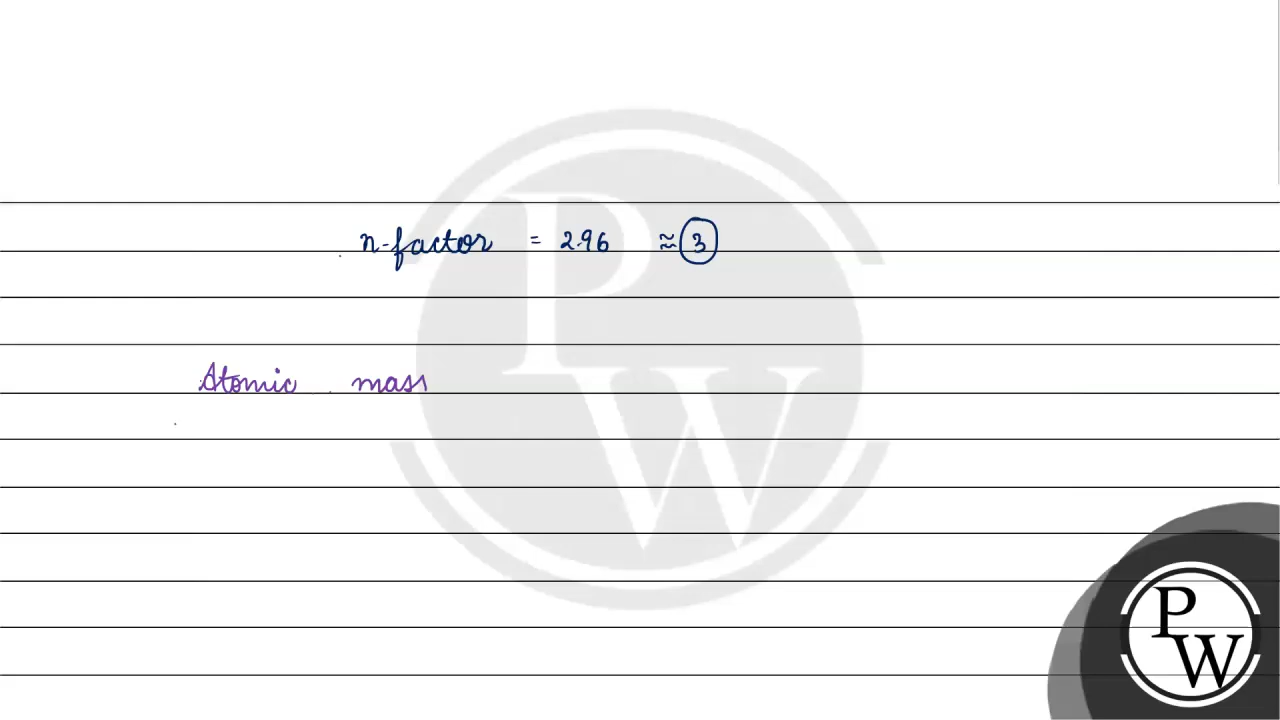 n-factor = 2.96 ≈ 3
Atomic mass
P
W
P
W